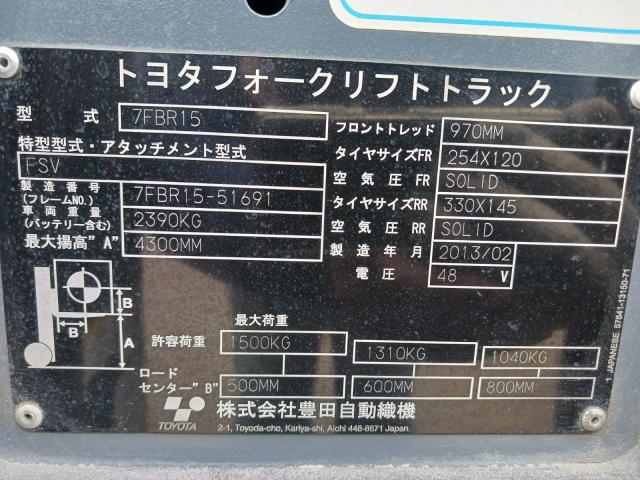 トヨタフォークリフトトラック
型式 7FBR15
特型型式・アタッチメント型式
FSV
製造番号
(フレームNO.) 7FBR15-51691
車両重量
(バッテリー含む) 2390KG
最大揚高"A" 4300MM
フロントトレッド 970MM
タイヤサイズFR 254X120
空気圧 FR SOLID
タイヤサイズRR 330X145
空気圧 RR SOLID
製造年月 2013/02
電圧 48 V
B
B
A
最大荷重
許容荷重 1500KG 1310KG 1040KG
ロード
センター"B" 500MM 600MM 800MM
TOYOTA
株式会社豊田自動織機
2-1, Toyoda-cho, Kariya-shi, Aichi 448-8671 Japan.
1 JAPANESE 57641-13150-71